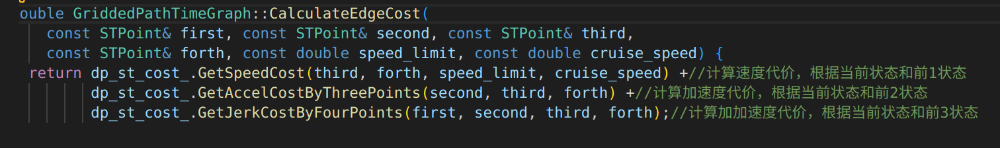 ouble GriddedPathTimeGraph::CalculateEdgeCost(
const STPoint& first, const STPoint& second, const STPoint& third,
const STPoint& forth, const double speed_limit, const double cruise_speed) {
return dp_st_cost_.GetSpeedCost(third, forth, speed_limit, cruise_speed) +//计算速度代价，根据当前状态和前1状态
dp_st_cost_.GetAccelCostByThreePoints(second, third, forth) +//计算加速度代价，根据当前状态和前2状态
dp_st_cost_.GetJerkCostByFourPoints(first, second, third, forth);//计算加加速度代价，根据当前状态和前3状态